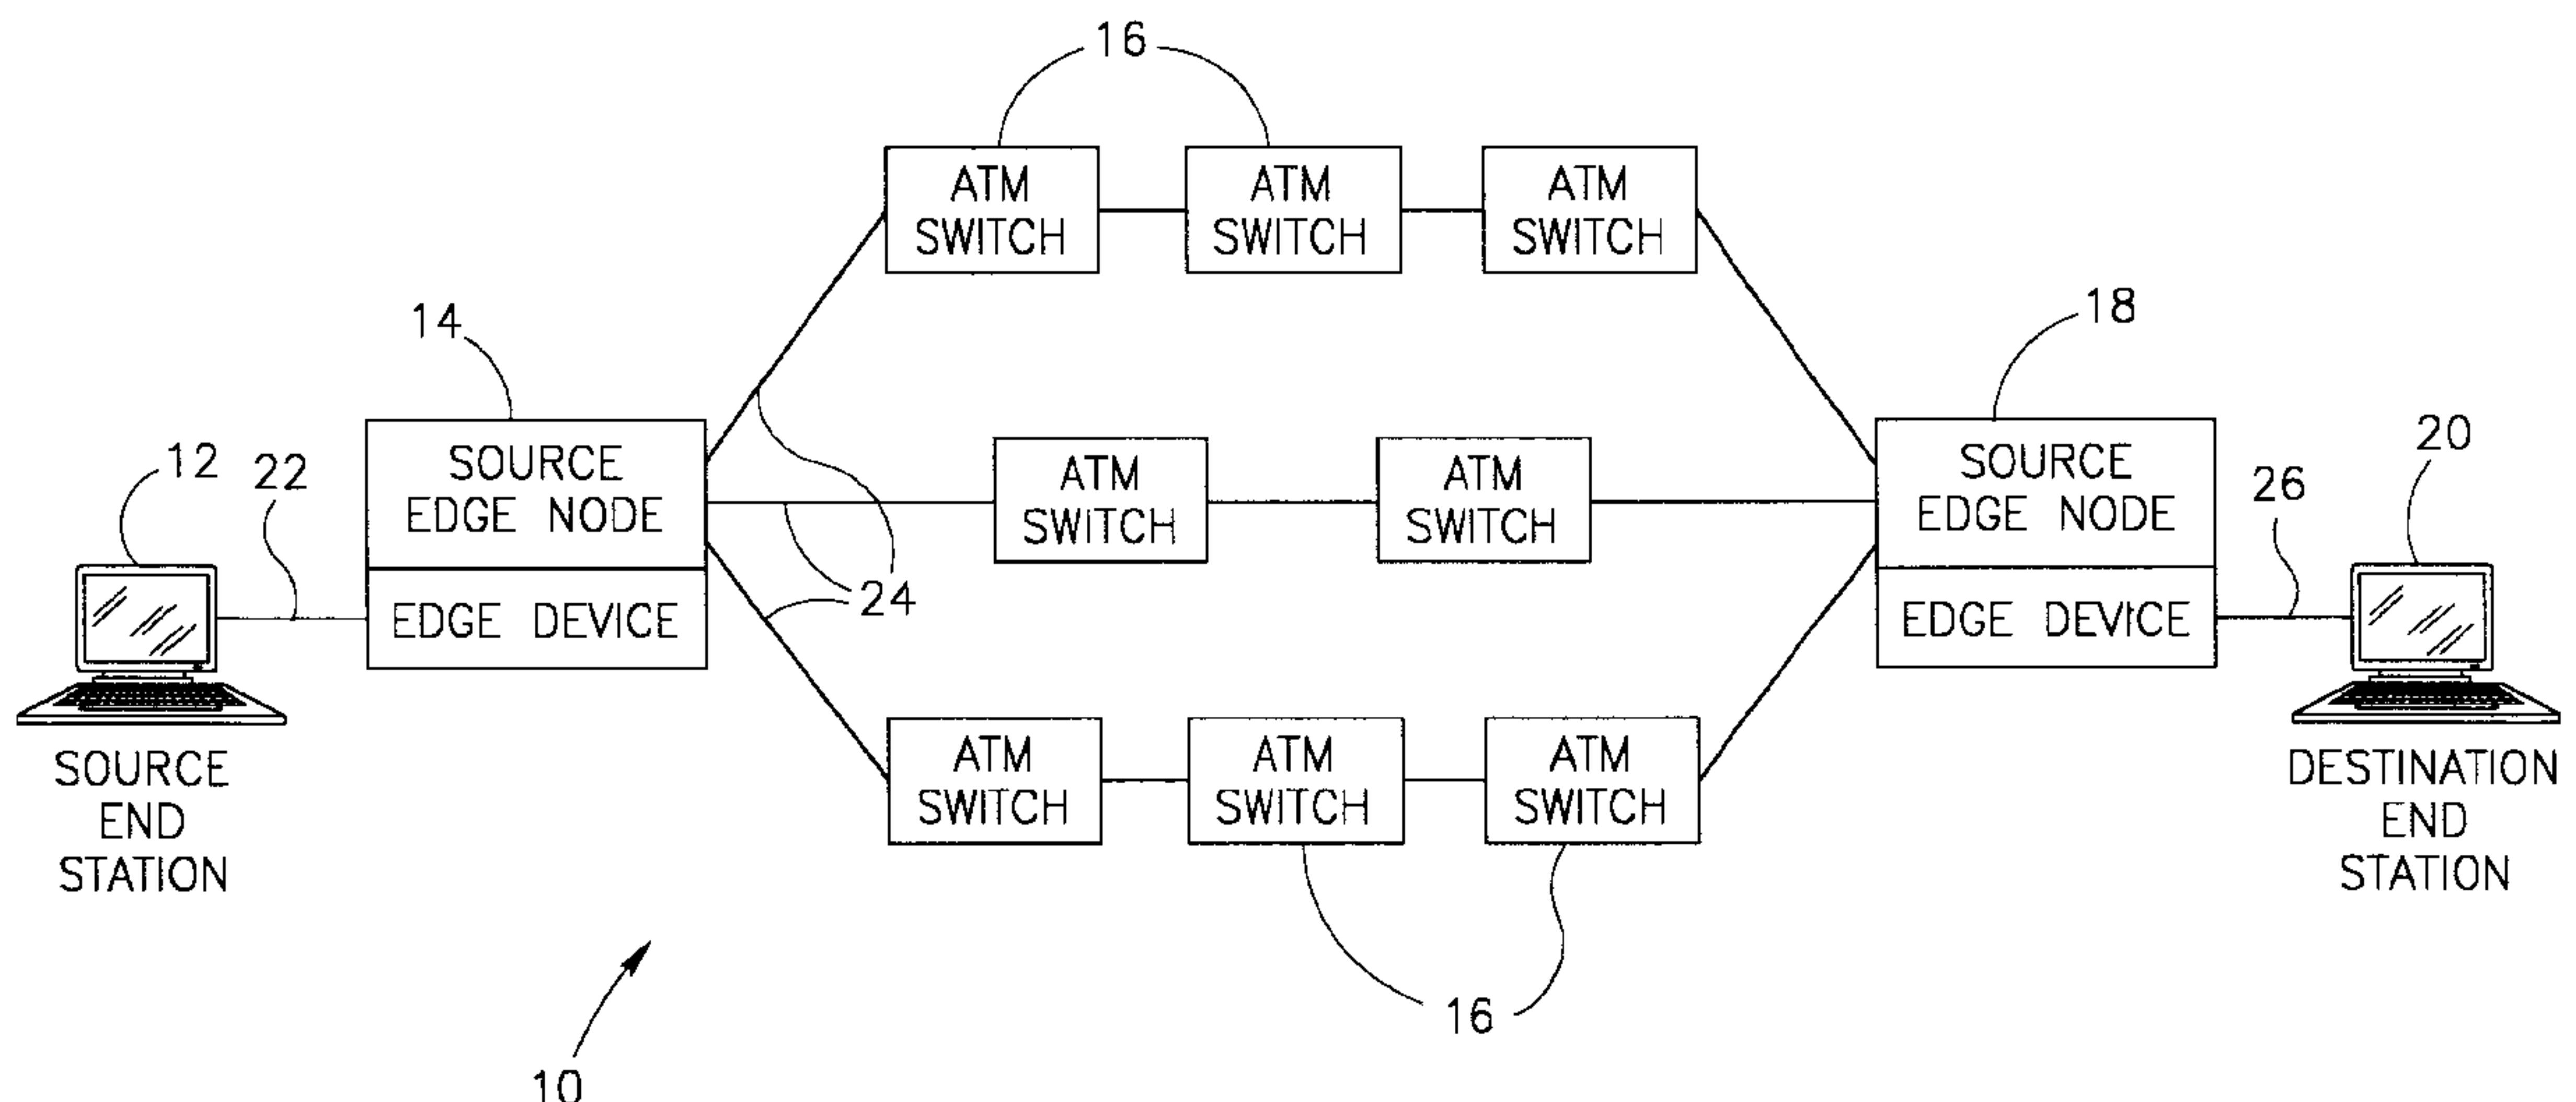 16
ATM
SWITCH
ATM
SWITCH
ATM
SWITCH
14
18
12
22
SOURCE
EDGE NODE
EDGE DEVICE
ATM
SWITCH
ATM
SWITCH
SOURCE
EDGE NODE
EDGE DEVICE
26
20
24
SOURCE
END
STATION
ATM
SWITCH
ATM
SWITCH
ATM
SWITCH
DESTINATION
END
STATION
16
10